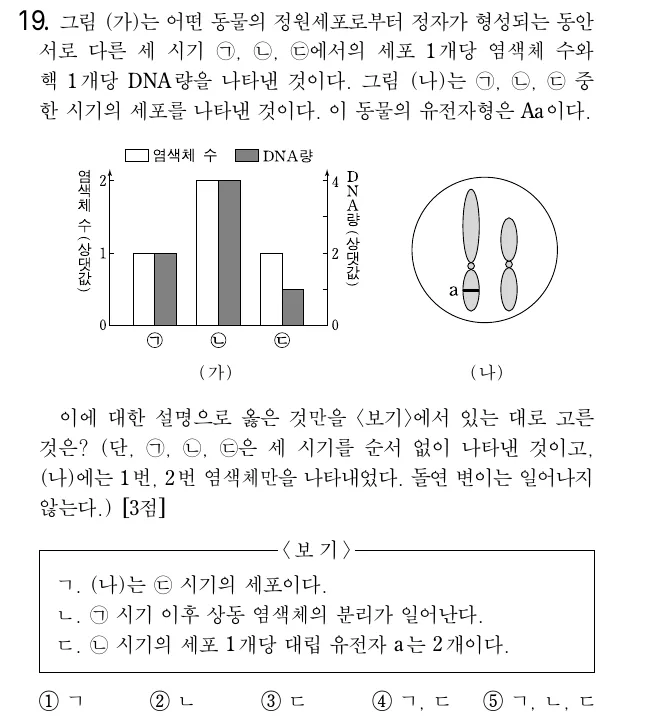 19. 그림 (가)는 어떤 동물의 정원세포로부터 정자가 형성되는 동안
서로 다른 세 시기 ㉠, ㉡, ㉢에서의 세포 1개당 염색체 수와
핵 1개당 DNA량을 나타낸 것이다. 그림 (나)는 ㉠, ㉡, ㉢ 중
한 시기의 세포를 나타낸 것이다. 이 동물의 유전자형은 Aa이다.
염색체 수 DNA량
염색체 수(상댓값)
2
1
0
4
2
0
DNA량(상댓값)
㉠ ㉡ ㉢
(가)
a
(나)
이에 대한 설명으로 옳은 것만을 <보기>에서 있는 대로 고른
것은? (단, ㉠, ㉡, ㉢은 세 시기를 순서 없이 나타낸 것이고,
(나)에는 1번, 2번 염색체만을 나타내었다. 돌연 변이는 일어나지
않는다.) [3점]
<보 기>
ㄱ. (나)는 ㉢ 시기의 세포이다.
ㄴ. ㉠ 시기 이후 상동 염색체의 분리가 일어난다.
ㄷ. ㉡ 시기의 세포 1개당 대립 유전자 a는 2개이다.
① ㄱ ② ㄴ ③ ㄷ ④ ㄱ, ㄷ ⑤ ㄱ, ㄴ, ㄷ